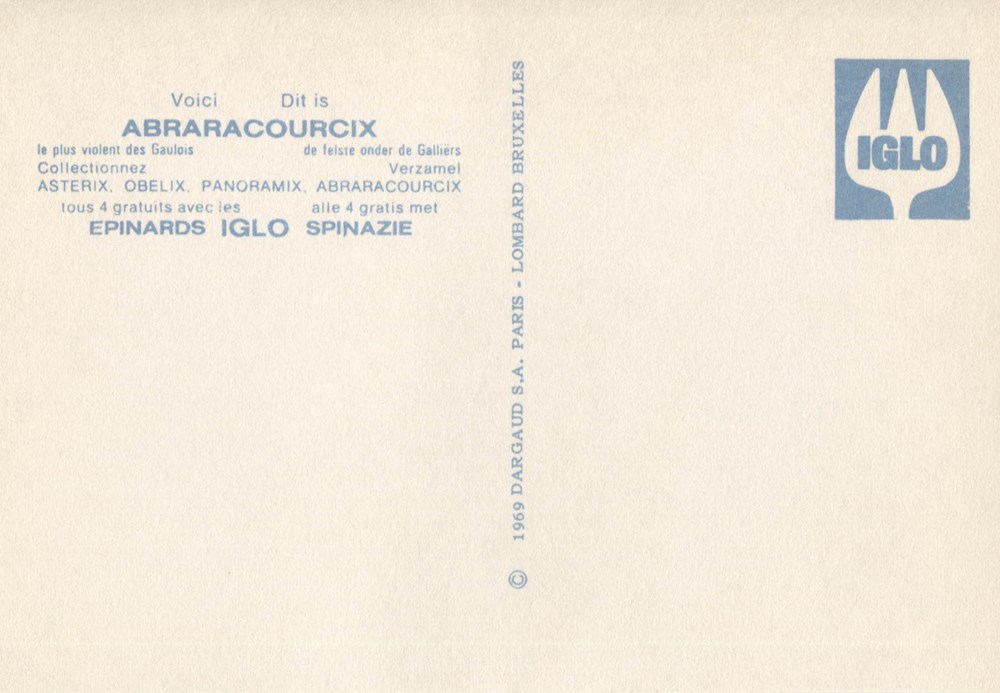 Voici Dit is
ABRARACOURCIX
le plus violent des Gaulois de felste onder de Galliërs
Collectionnez Verzamel
ASTERIX, OBELIX, PANORAMIX, ABRARACOURCIX
tous 4 gratuits avec les alle 4 gratis met
EPINARDS IGLO SPINAZIE
© 1969 DARGAUD S.A. PARIS - LOMBARD BRUXELLES
IGLO